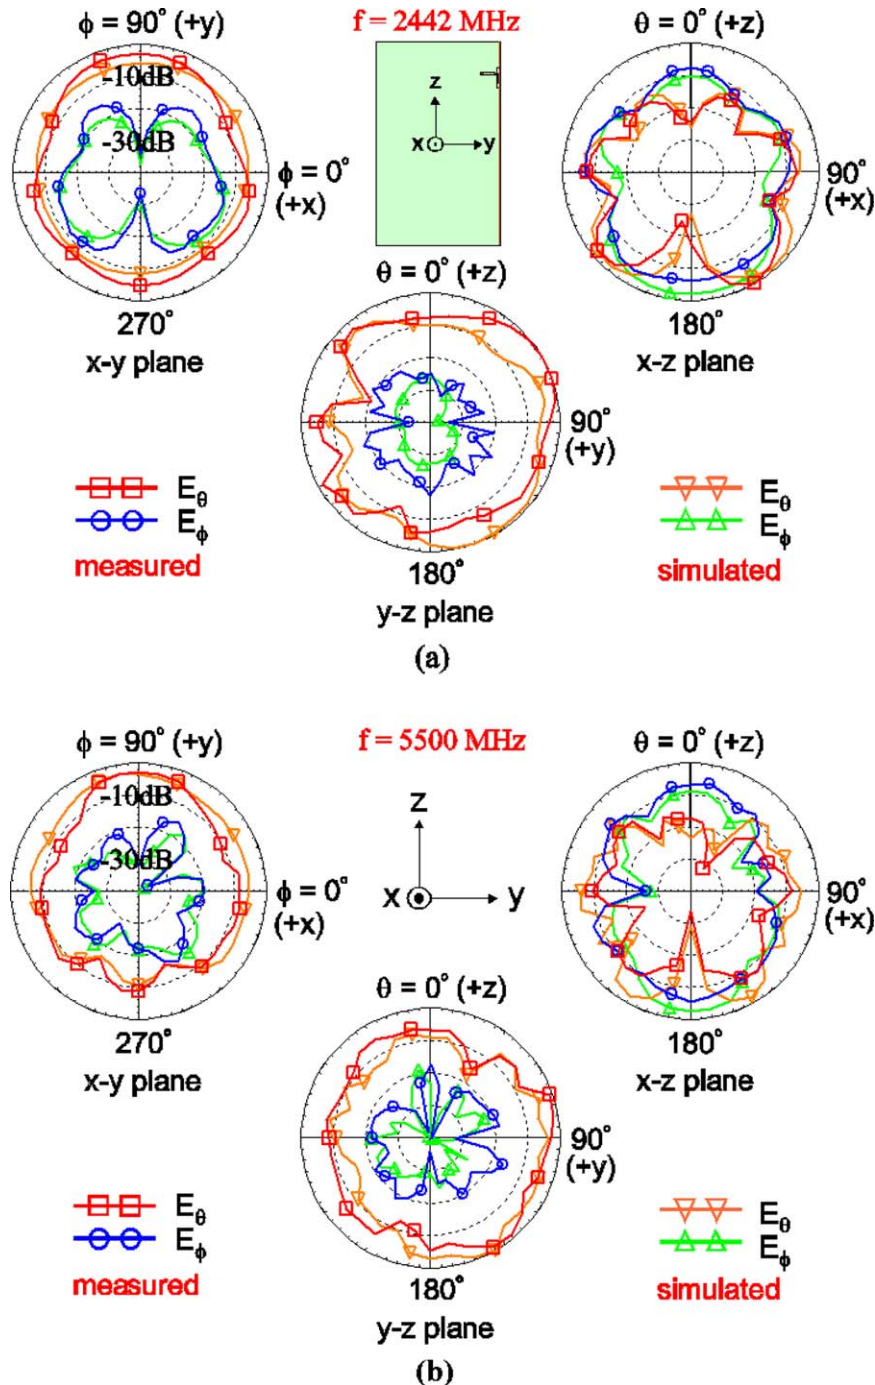 ϕ = 90° (+y)
f = 2442 MHz
θ = 0° (+z)
-10dB
-30dB
z
x
y
ϕ = 0°
(+x)
90°
(+x)
270°
x-y plane
θ = 0° (+z)
180°
x-z plane
90°
(+y)
Eθ
Eϕ
measured
Eθ
Eϕ
simulated
180°
y-z plane
(a)
ϕ = 90° (+y)
f = 5500 MHz
θ = 0° (+z)
-10dB
-30dB
z
x
y
ϕ = 0°
(+x)
90°
(+x)
270°
x-y plane
θ = 0° (+z)
180°
x-z plane
90°
(+y)
Eθ
Eϕ
measured
Eθ
Eϕ
simulated
180°
y-z plane
(b)